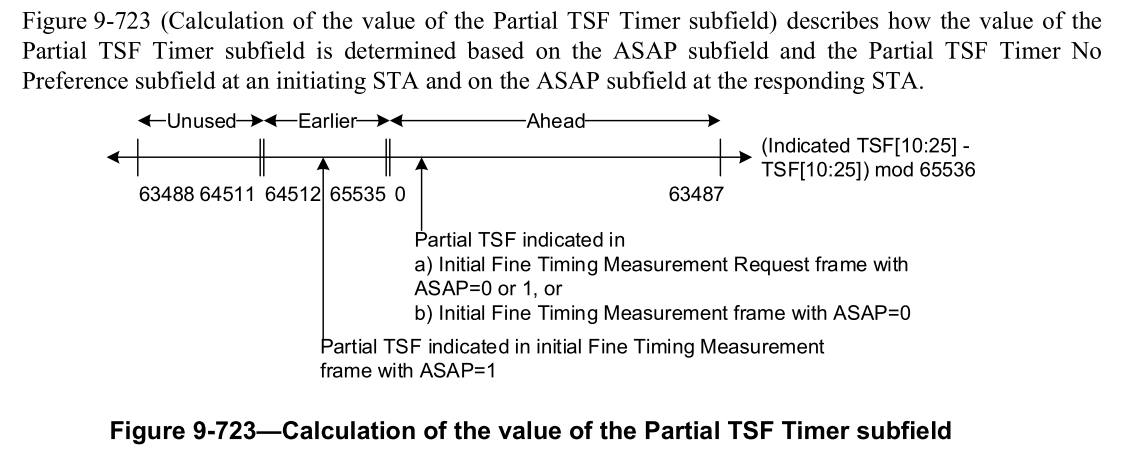 Figure 9-723 (Calculation of the value of the Partial TSF Timer subfield) describes how the value of the
Partial TSF Timer subfield is determined based on the ASAP subfield and the Partial TSF Timer No
Preference subfield at an initiating STA and on the ASAP subfield at the responding STA.
Unused Earlier Ahead
(Indicated TSF[10:25] -
TSF[10:25]) mod 65536
63488 64511 64512 65535 0 63487
Partial TSF indicated in
a) Initial Fine Timing Measurement Request frame with
ASAP=0 or 1, or
b) Initial Fine Timing Measurement frame with ASAP=0
Partial TSF indicated in initial Fine Timing Measurement
frame with ASAP=1
Figure 9-723—Calculation of the value of the Partial TSF Timer subfield